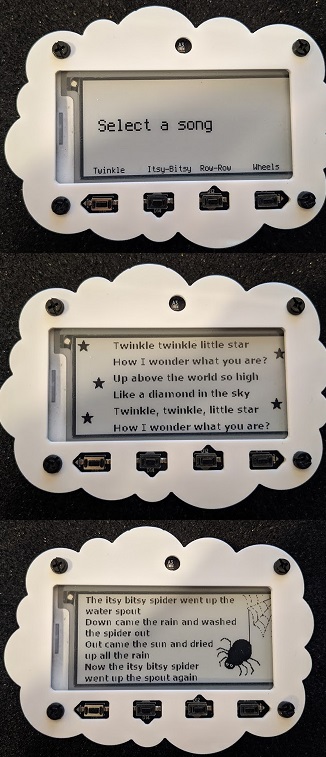 Select a song
Twinkle Itsy-Bitsy Row-Row Wheels
Twinkle twinkle little star
How I wonder what you are?
Up above the world so high
Like a diamond in the sky
Twinkle, twinkle, little star
How I wonder what you are?
The itsy bitsy spider went up the
water spout
Down came the rain and washed
the spider out
Out came the sun and dried
up all the rain
Now the itsy bitsy spider
went up the spout again